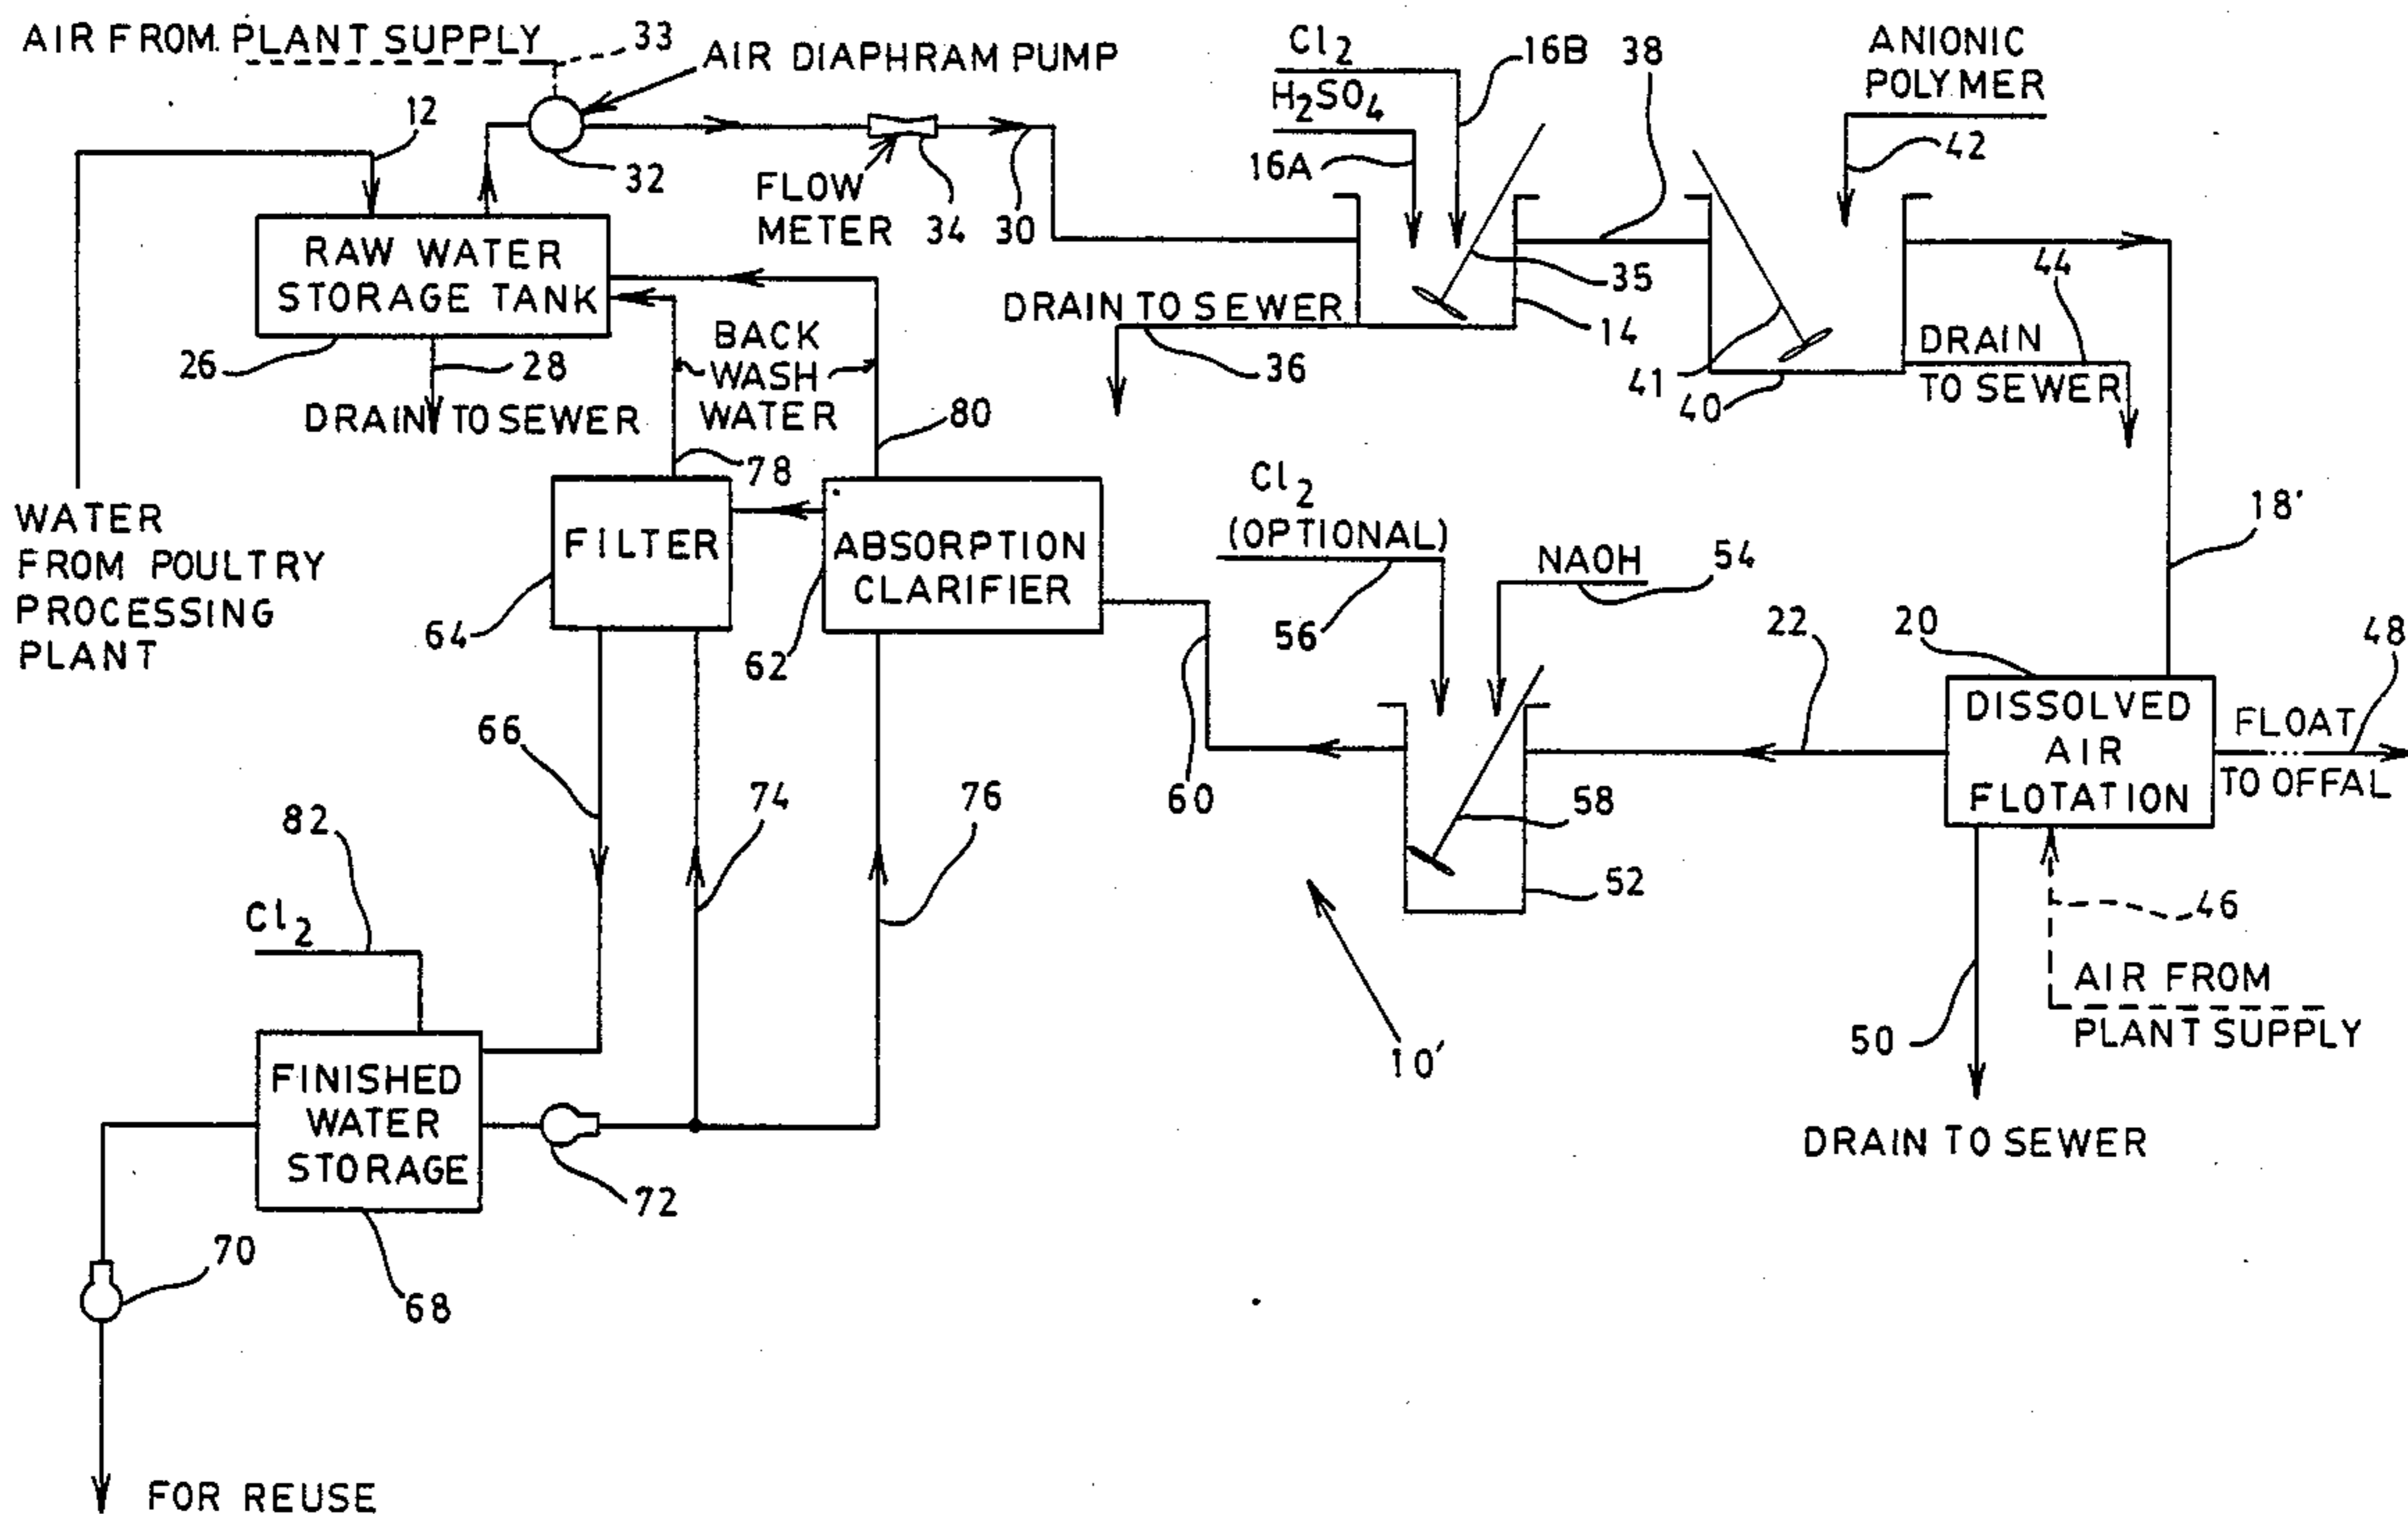 AIR FROM PLANT SUPPLY
33
AIR DIAPHRAM PUMP
12
32
FLOW
METER
34
30
Cl2
16B
H2SO4
16A
38
ANIONIC
POLYMER
42
RAW WATER
STORAGE TANK
26
28
DRAIN TO SEWER
BACK
WASH
WATER
80
78
DRAIN TO SEWER
36
35
14
41
40
44
DRAIN
TO SEWER
18'
WATER
FROM POULTRY
PROCESSING
PLANT
FILTER
64
ABSORPTION
CLARIFIER
62
Cl2
(OPTIONAL)
56
NAOH
54
22
20
48
DISSOLVED
AIR
FLOTATION
FLOAT
TO OFFAL
66
74
76
60
58
52
46
AIR FROM
PLANT SUPPLY
50
DRAIN TO SEWER
10'
82
Cl2
FINISHED
WATER
STORAGE
72
70
68
FOR REUSE